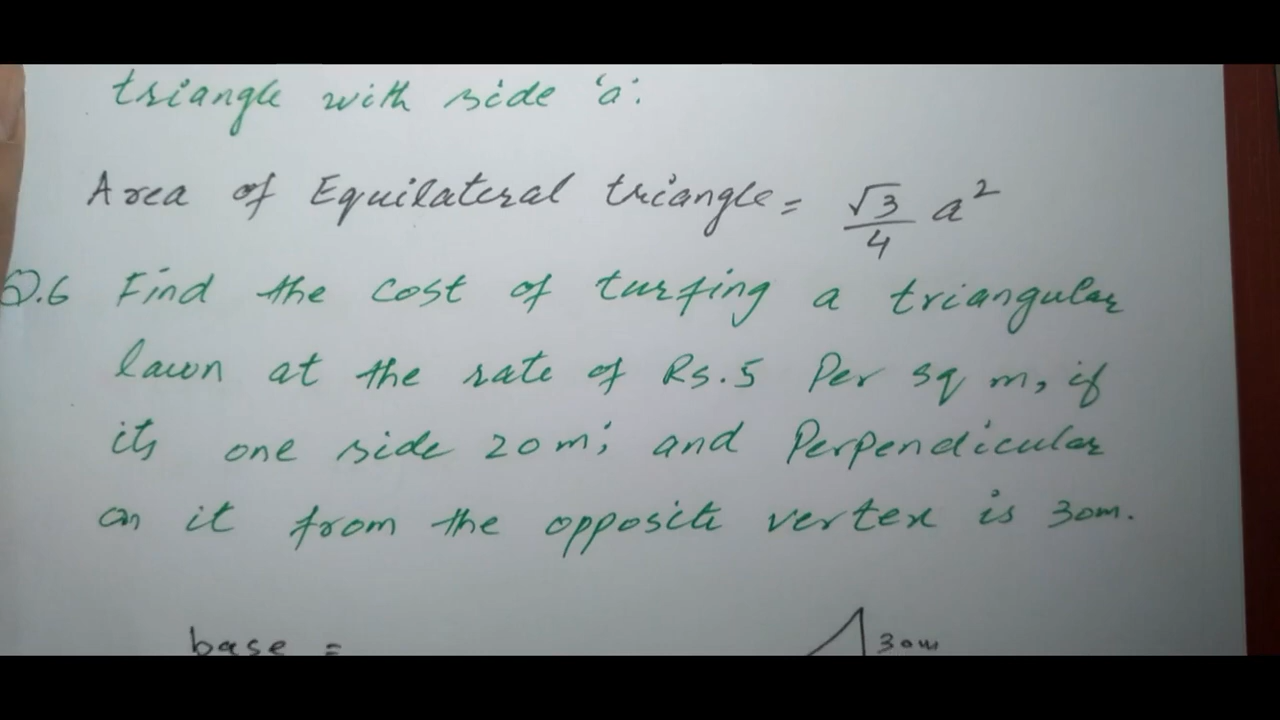 triangle with side 'a'.
Area of Equilateral triangle = √3/4 a²
Q.6 Find the cost of turfing a triangular
lawn at the rate of Rs.5 Per sq m, if
its one side 20m; and Perpendicular
on it from the opposite vertex is 30m.
base = 30m